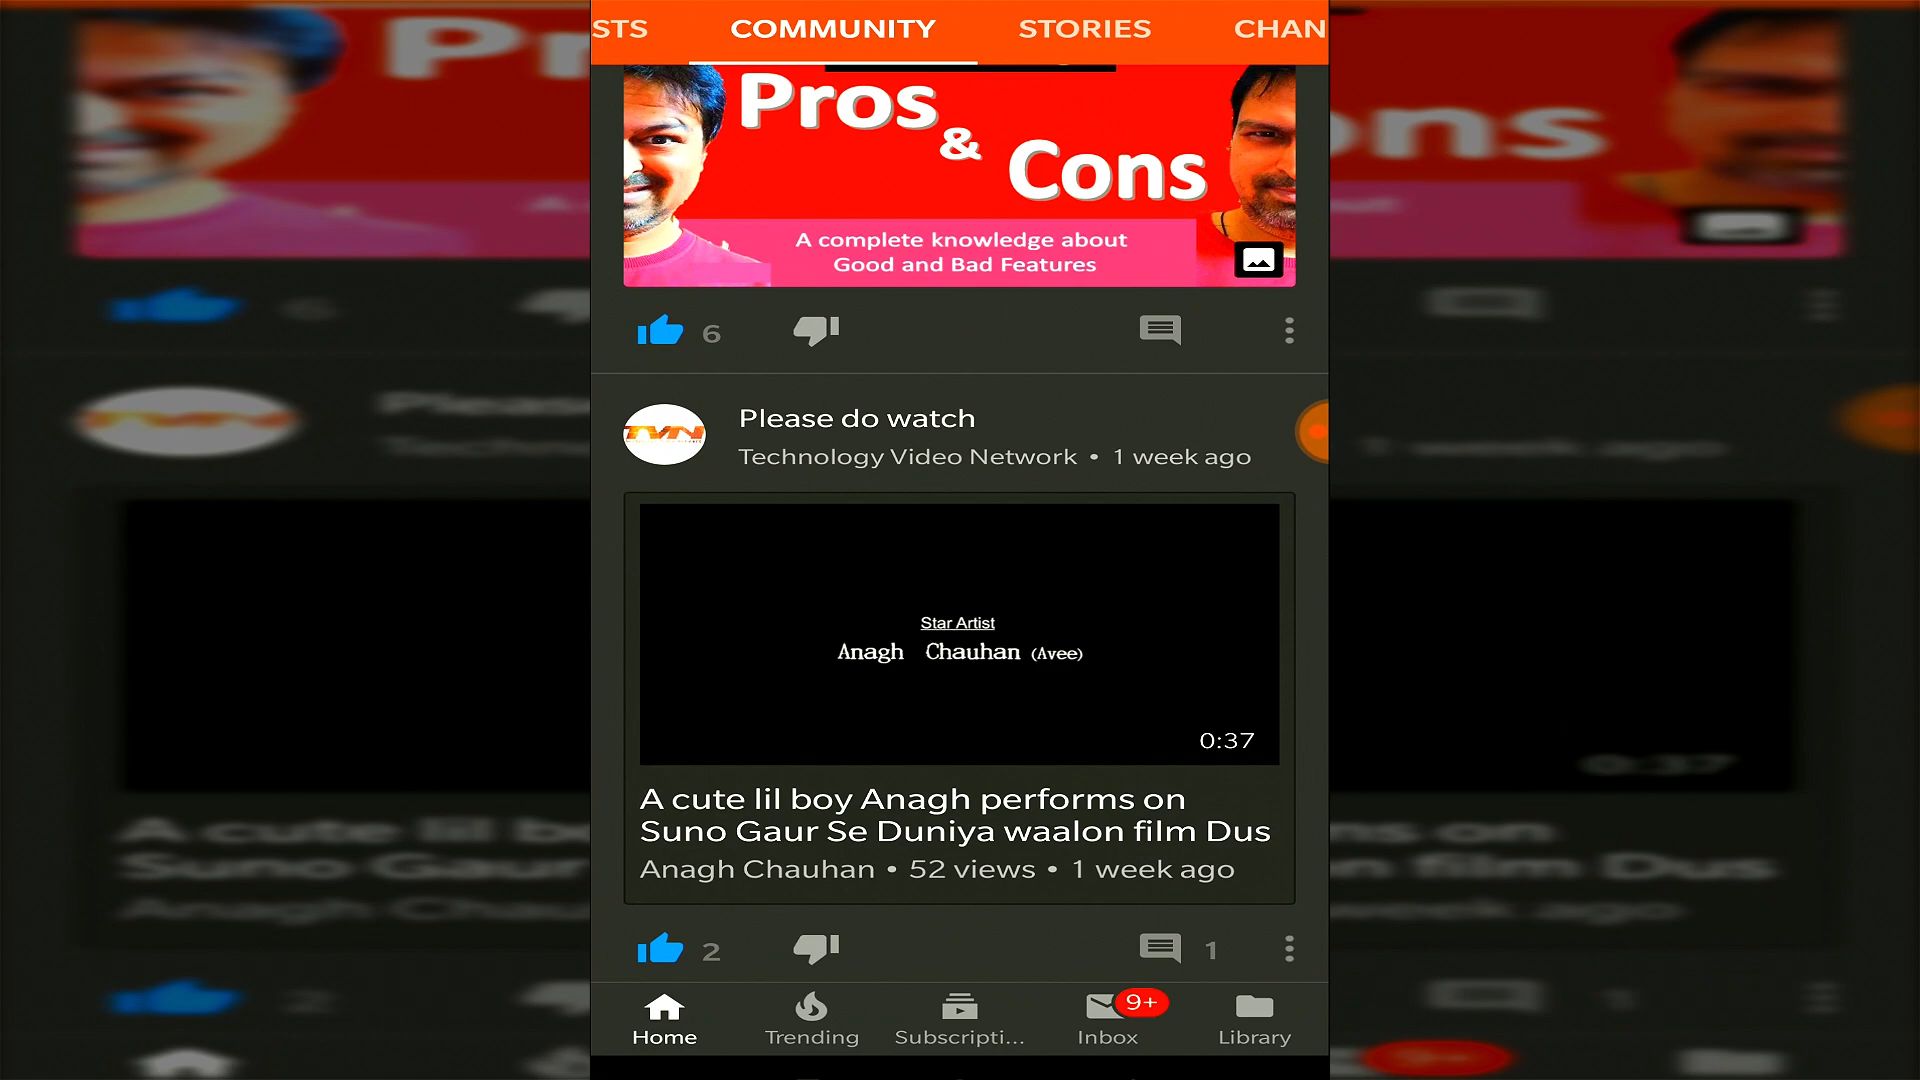 STS COMMUNITY STORIES CHAN
Pros
&
Cons
A complete knowledge about
Good and Bad Features
6
TVN
Please do watch
Technology Video Network • 1 week ago
Star Artist
Anagh Chauhan (Avee)
0:37
A cute lil boy Anagh performs on
Suno Gaur Se Duniya waalon film Dus
Anagh Chauhan • 52 views • 1 week ago
2 1
9+
Home Trending Subscripti... Inbox Library